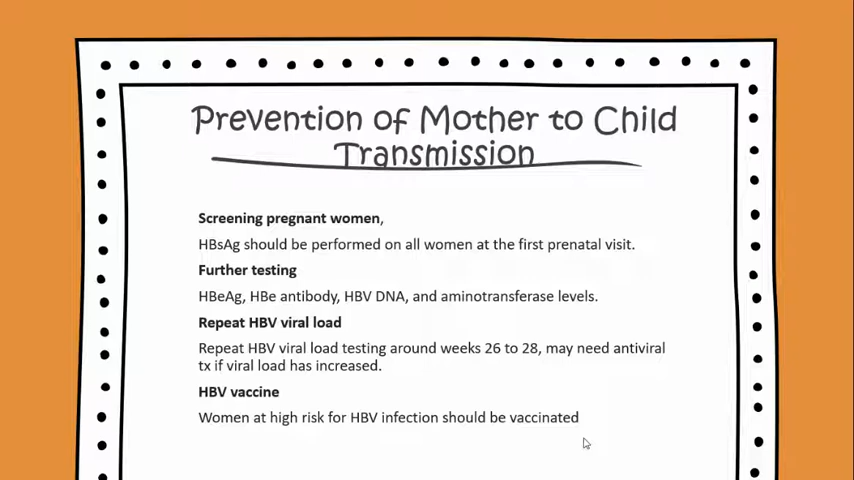 Prevention of Mother to Child
Transmission
Screening pregnant women,
HBsAg should be performed on all women at the first prenatal visit.
Further testing
HBeAg, HBe antibody, HBV DNA, and aminotransferase levels.
Repeat HBV viral load
Repeat HBV viral load testing around weeks 26 to 28, may need antiviral
tx if viral load has increased.
HBV vaccine
Women at high risk for HBV infection should be vaccinated